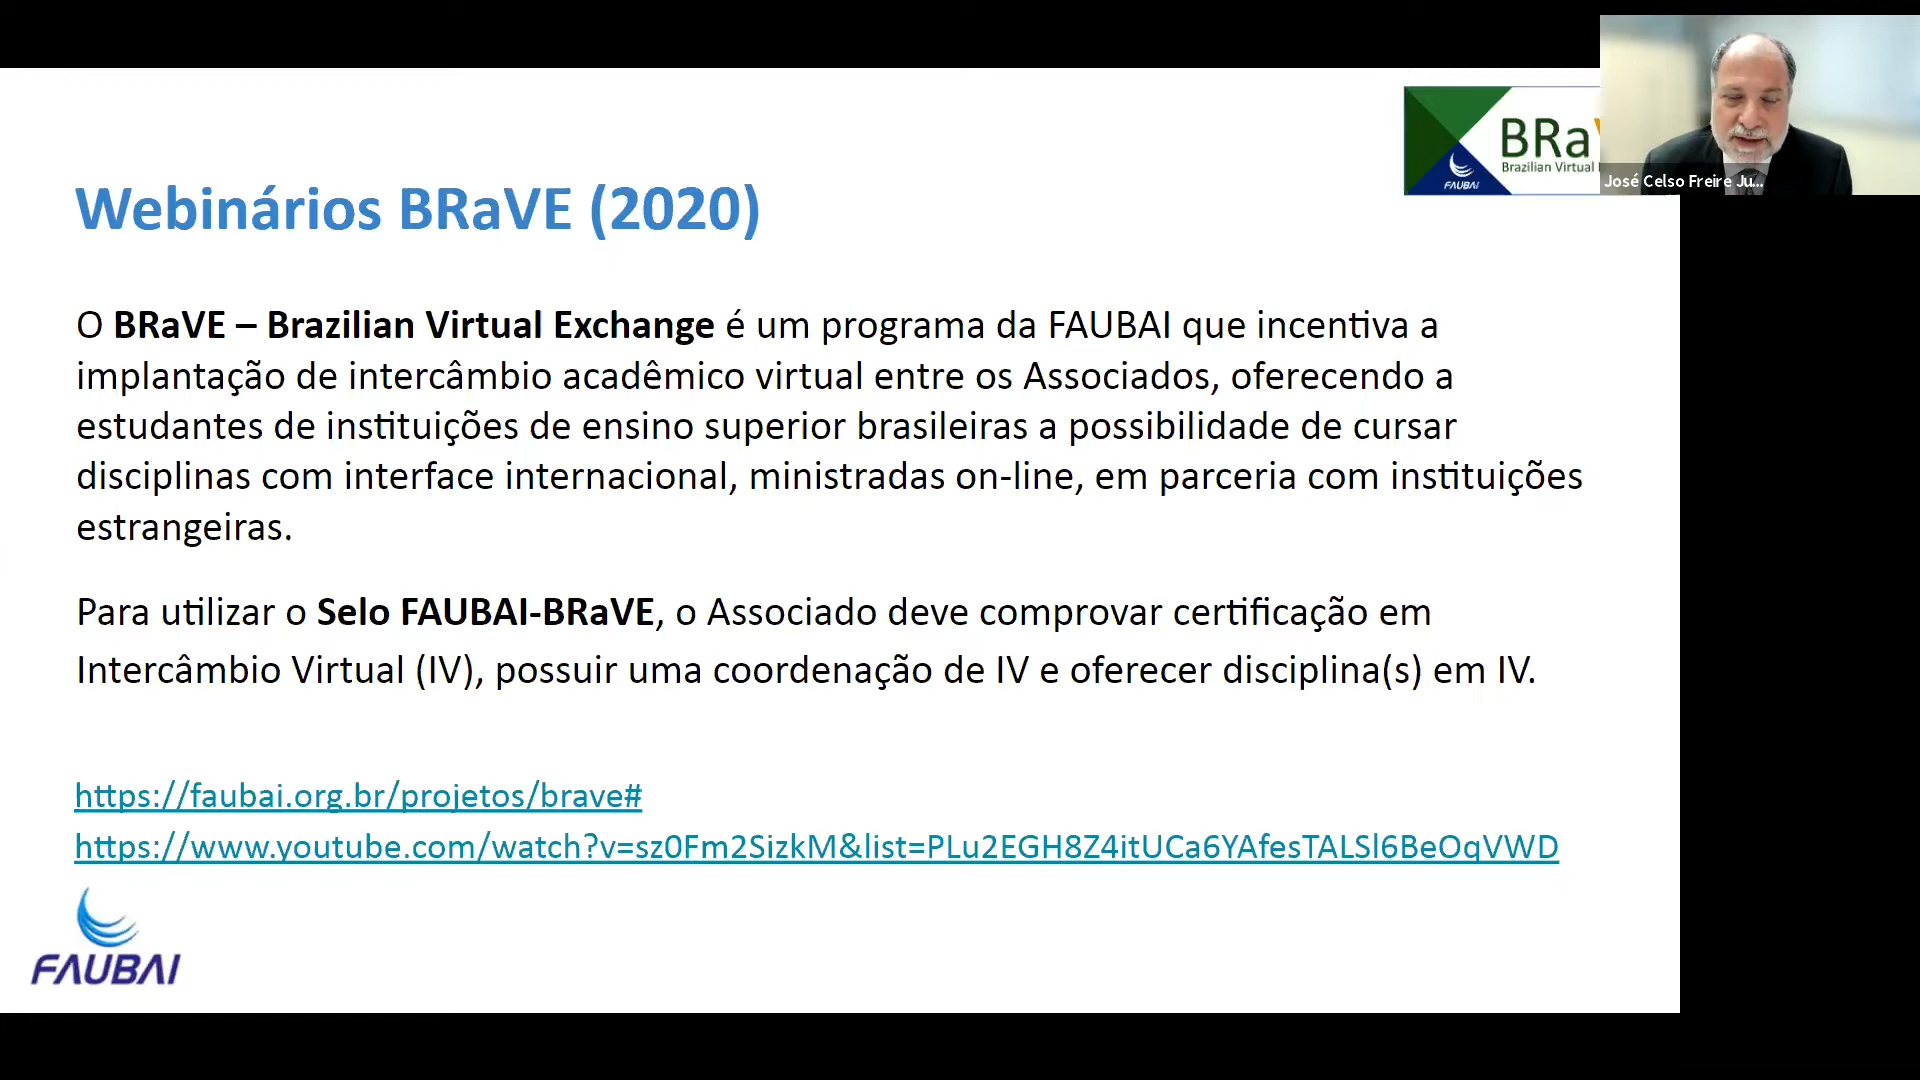 BRa
Brazilian Virtual
FAUBAI
José Celso Freire Ju...
Webinários BRaVE (2020)
O BRaVE – Brazilian Virtual Exchange é um programa da FAUBAI que incentiva a
implantação de intercâmbio acadêmico virtual entre os Associados, oferecendo a
estudantes de instituições de ensino superior brasileiras a possibilidade de cursar
disciplinas com interface internacional, ministradas on-line, em parceria com instituições
estrangeiras.
Para utilizar o Selo FAUBAI-BRaVE, o Associado deve comprovar certificação em
Intercâmbio Virtual (IV), possuir uma coordenação de IV e oferecer disciplina(s) em IV.
https://faubai.org.br/projetos/brave#
https://www.youtube.com/watch?v=sz0Fm2SizkM&list=PLu2EGH8Z4itUCa6YAfesTALSl6BeOqVWD
FAUBAI